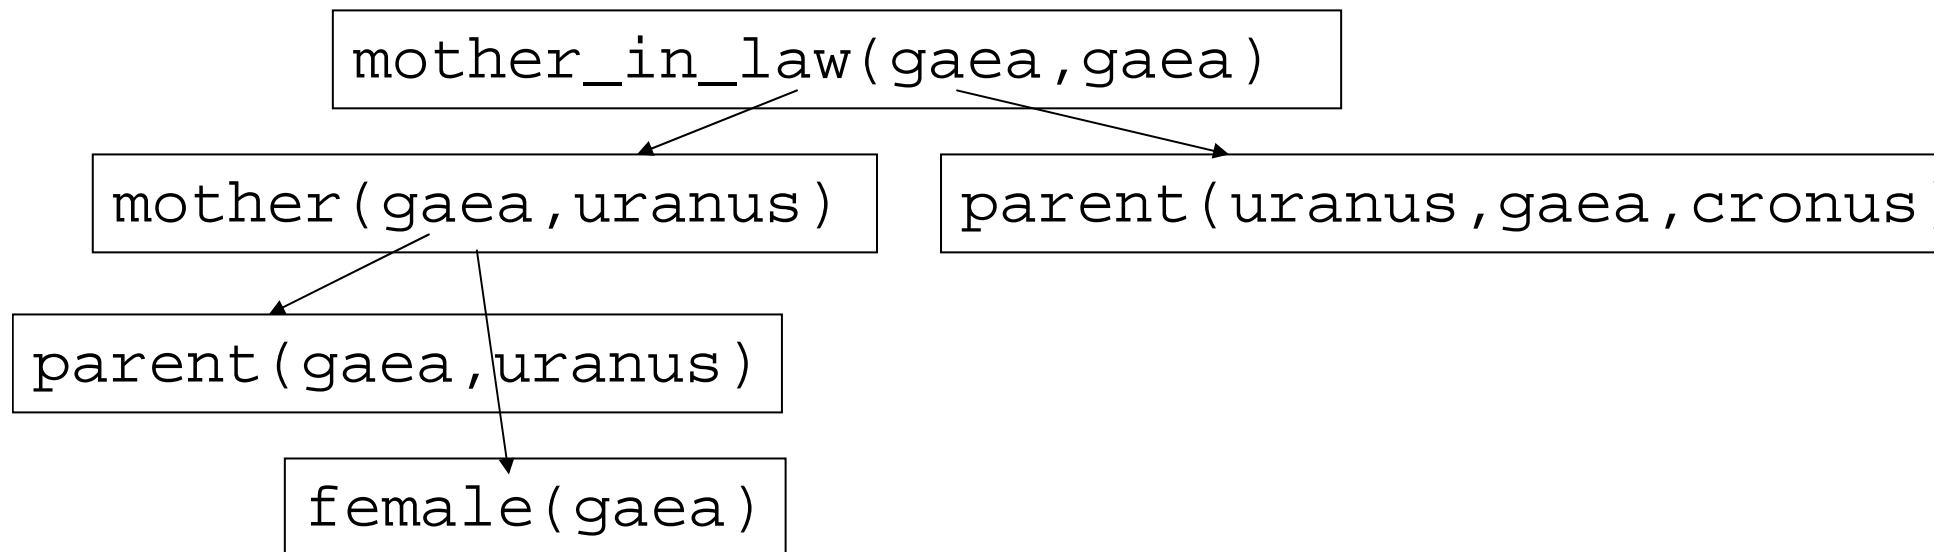 mother_in_law(gaea,gaea)
mother(gaea,uranus)
parent(uranus,gaea,cronus)
parent(gaea,uranus)
female(gaea)